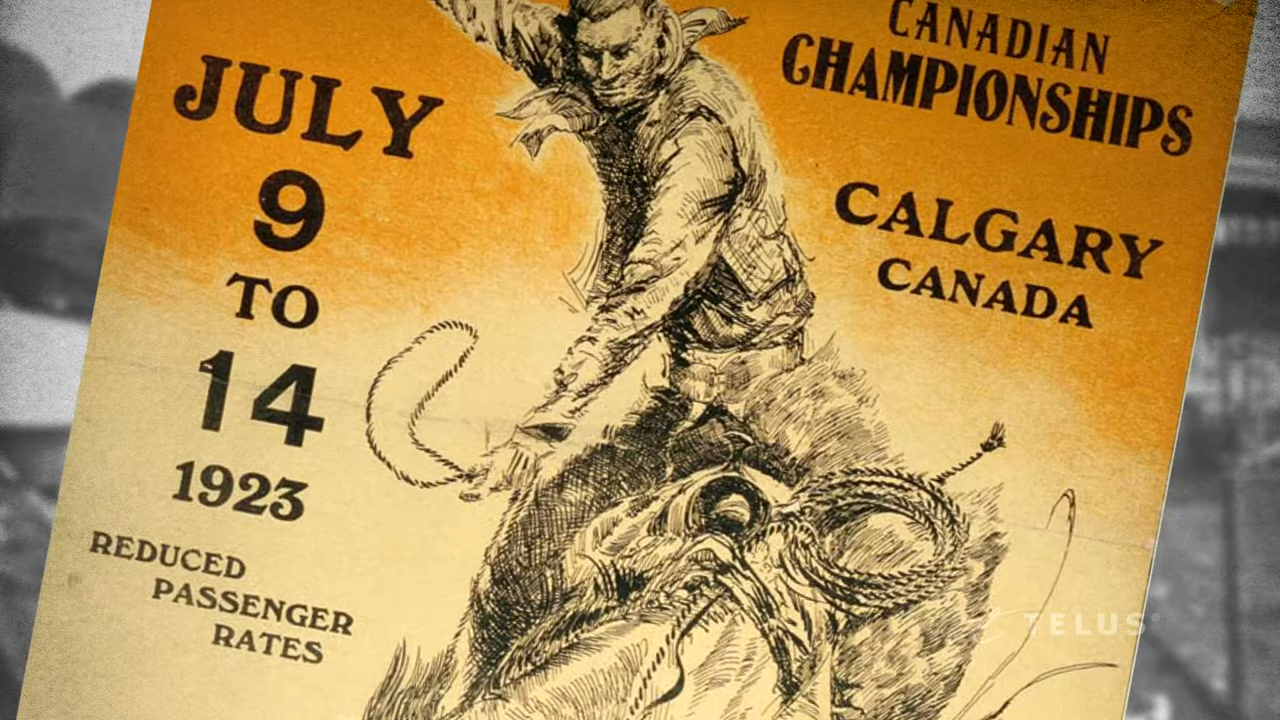 JULY
9
TO
14
1923
REDUCED
PASSENGER
RATES
CANADIAN
CHAMPIONSHIPS
CALGARY
CANADA
TELUS®